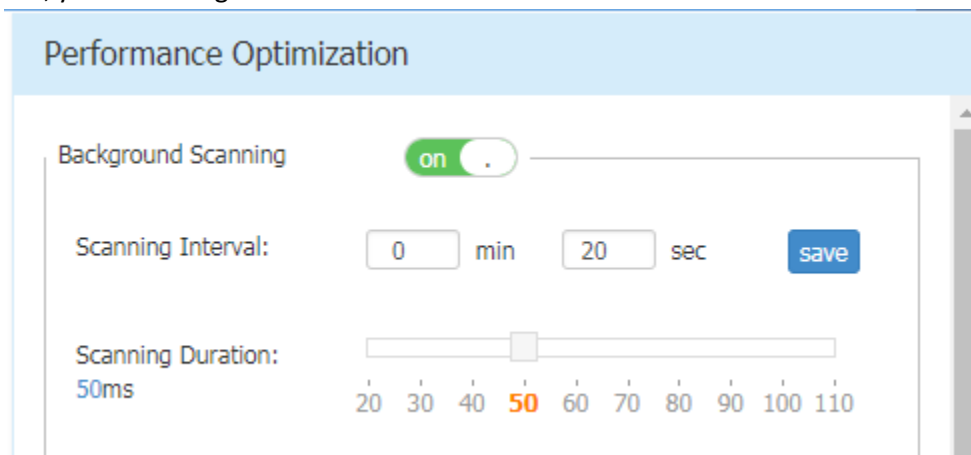 Performance Optimization
Background Scanning on .
Scanning Interval: 0 min 20 sec save
Scanning Duration:
50ms
20 30 40 50 60 70 80 90 100 110